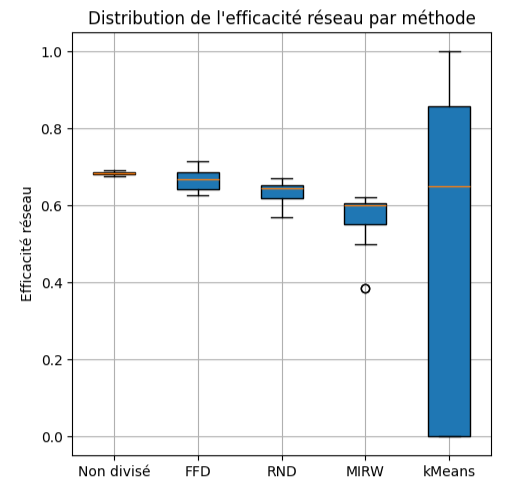 Distribution de l'efficacité réseau par méthode
Efficacité réseau
1.0
0.8
0.6
0.4
0.2
0.0
Non divisé
FFD
RND
MIRW
kMeans